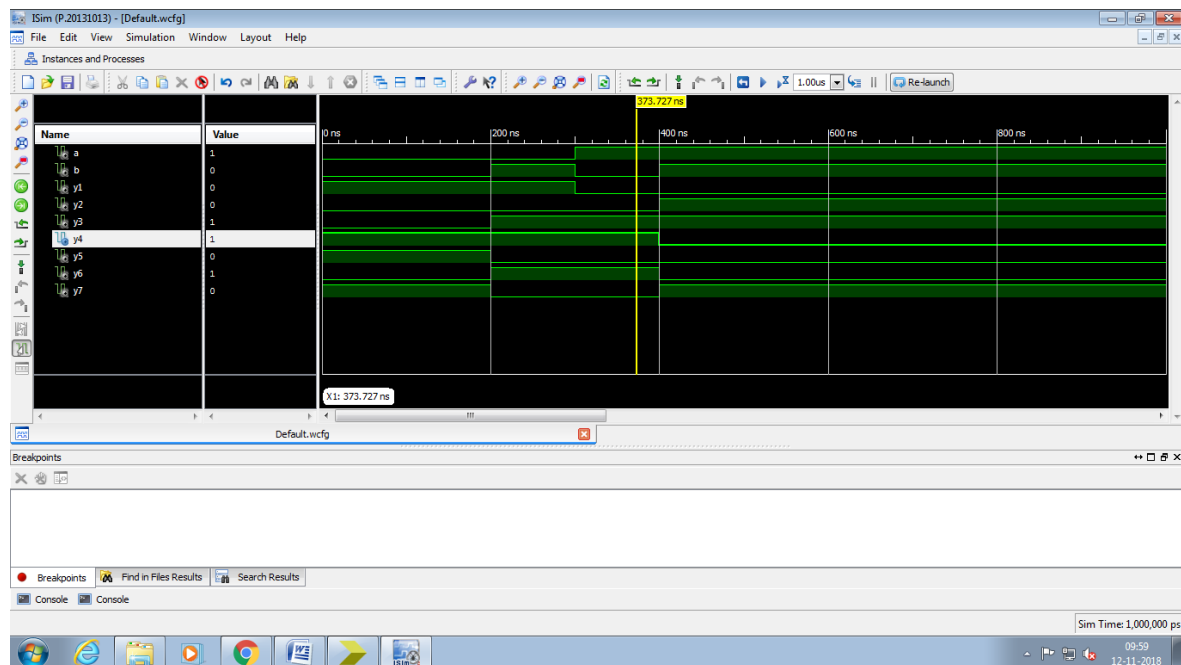 ISim (P.20131013) - [Default.wcfg]
File Edit View Simulation Window Layout Help
Instances and Processes
1.00us Re-launch
373.727 ns
Name Value 0 ns 200 ns 400 ns 600 ns 800 ns
a 1
b 0
y1 0
y2 0
y3 1
y4 1
y5 0
y6 1
y7 0
X1: 373.727 ns
Default.wcfg
Breakpoints
Breakpoints Find in Files Results Search Results
Console Console
Sim Time: 1,000,000 ps
09:59
12-11-2018